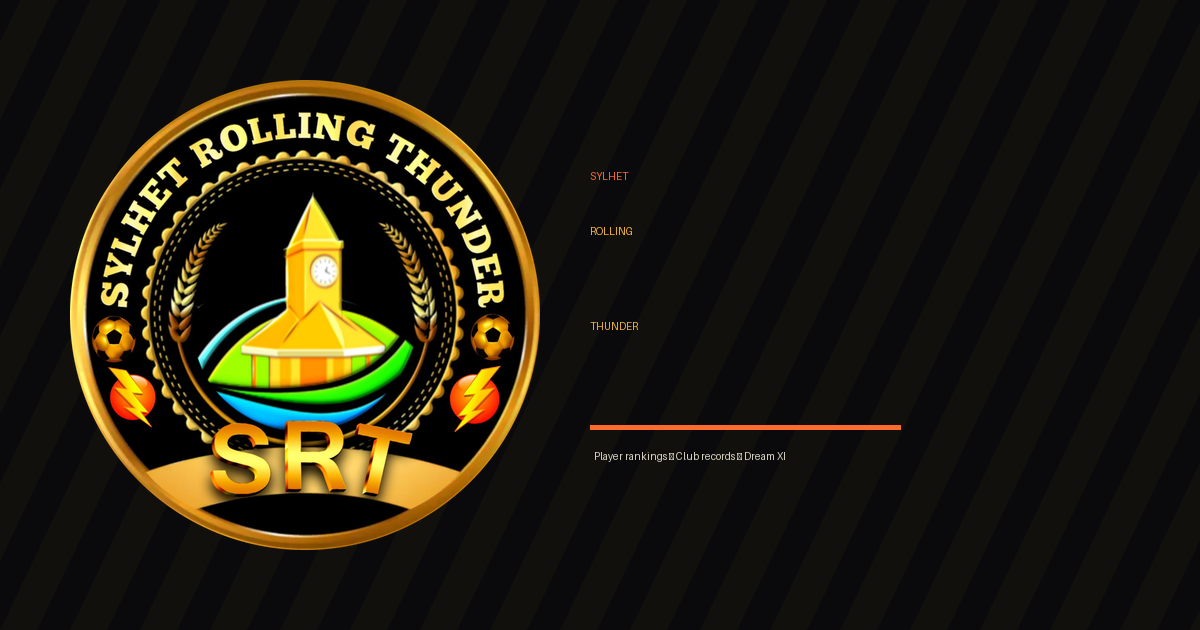 SYLHET ROLLING THUNDER
SRT
SYLHET
ROLLING
THUNDER
Player rankings▯Club records▯Dream XI